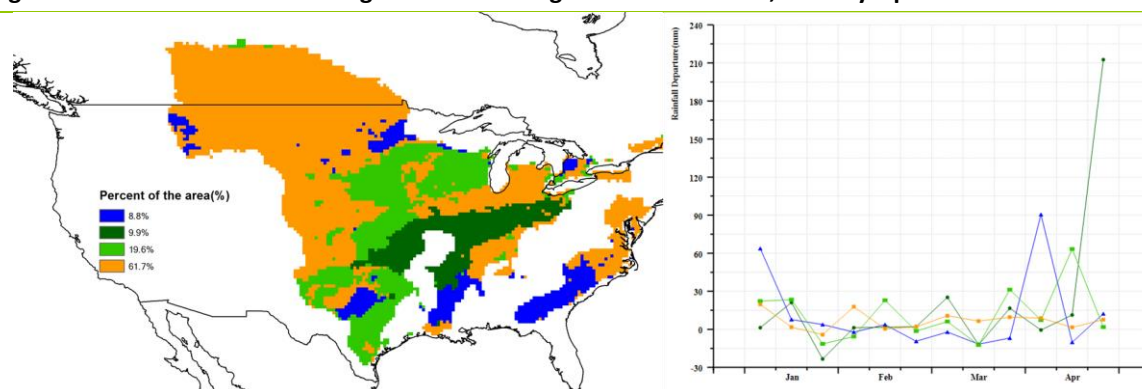 Percent of the area(%)
8.8%
9.9%
19.6%
61.7%
Rainfall Departure(mm)
240
210
180
150
120
90
60
30
0
-30
Jan
Feb
Mar
Apr